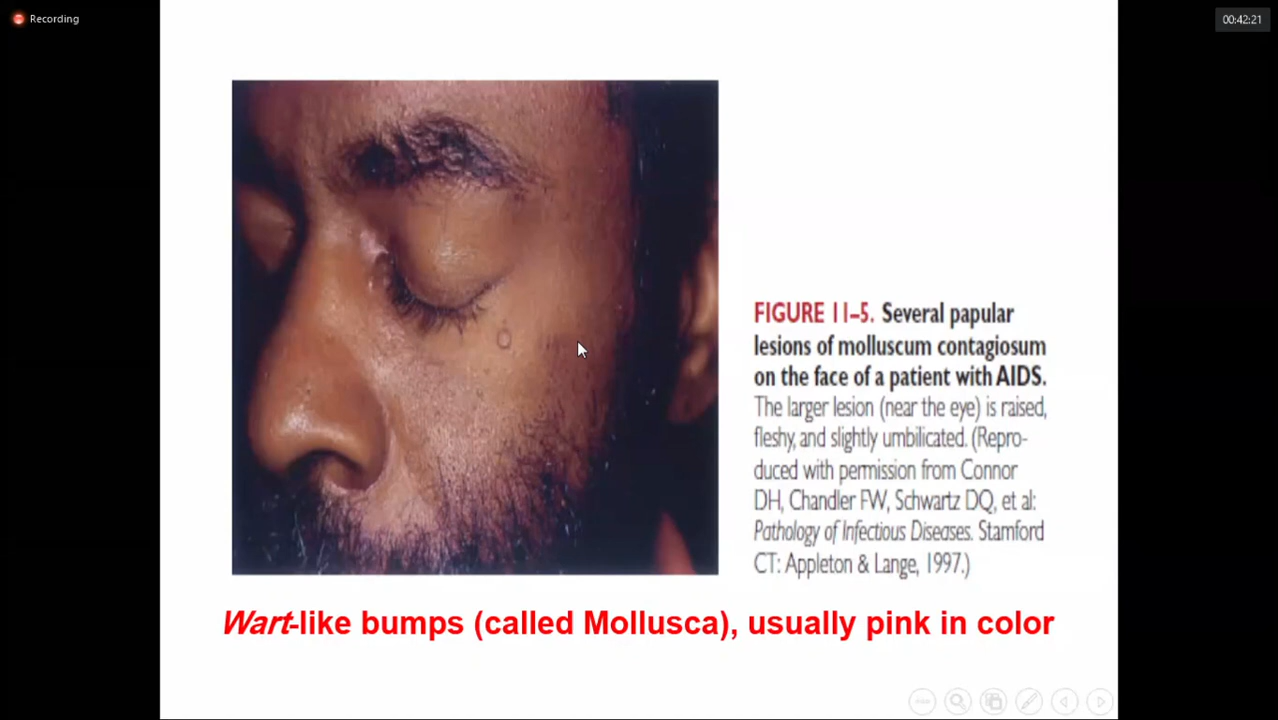 Recording
00:42:21
FIGURE 11–5. Several papular
lesions of molluscum contagiosum
on the face of a patient with AIDS.
The larger lesion (near the eye) is raised,
fleshy, and slightly umbilicated. (Repro-
duced with permission from Connor
DH, Chandler FW, Schwartz DQ, et al:
Pathology of Infectious Diseases. Stamford
CT: Appleton & Lange, 1997.)
Wart-like bumps (called Mollusca), usually pink in color